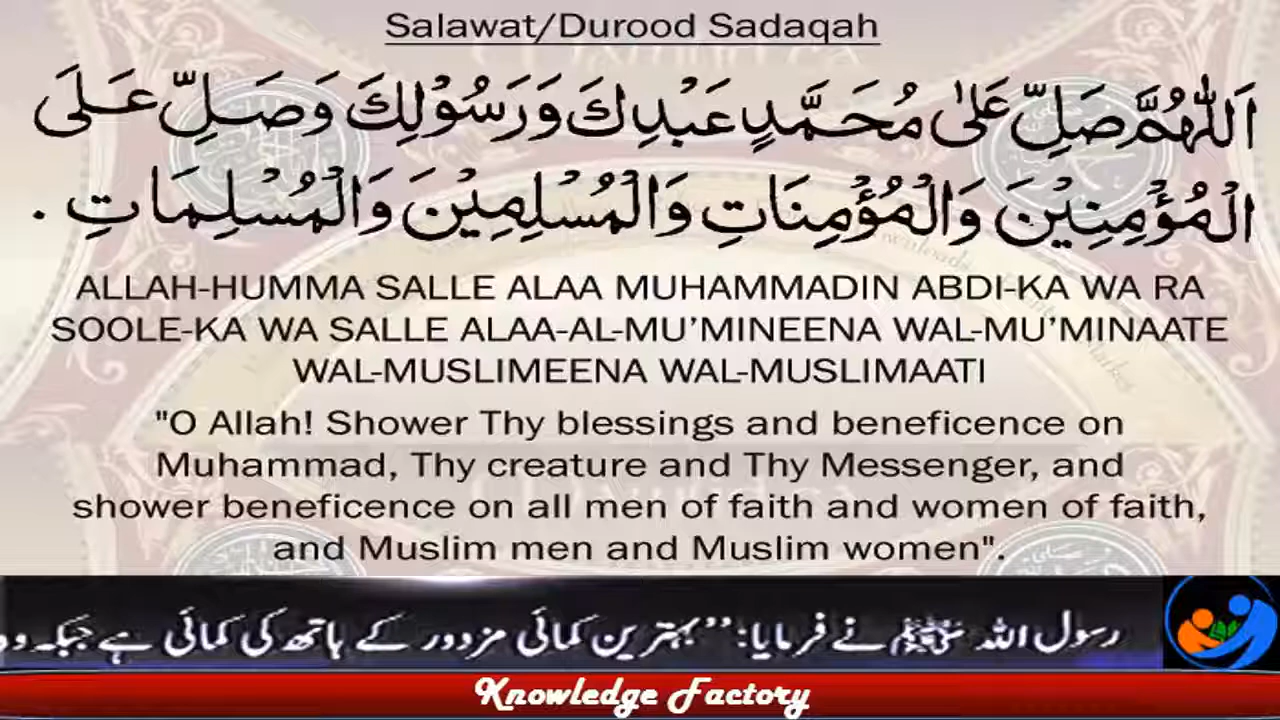 Salawat/Durood Sadaqah
اَللّٰهُمَّ صَلِّ عَلٰى مُحَمَّدٍ عَبْدِكَ وَرَسُوْلِكَ وَصَلِّ عَلَى
الْمُؤْمِنِيْنَ وَالْمُؤْمِنَاتِ وَالْمُسْلِمِيْنَ وَالْمُسْلِمَاتِ .
ALLAH-HUMMA SALLE ALAA MUHAMMADIN ABDI-KA WA RA
SOOLE-KA WA SALLE ALAA-AL-MU’MINEENA WAL-MU’MINAATE
WAL-MUSLIMEENA WAL-MUSLIMAATI
"O Allah! Shower Thy blessings and beneficence on
Muhammad, Thy creature and Thy Messenger, and
shower beneficence on all men of faith and women of faith,
and Muslim men and Muslim women".
رسول اللہ ﷺ نے فرمایا: ’’بہترین کمائی مزدور کے ہاتھ کی کمائی ہے جبکہ وہ
Knowledge Factory